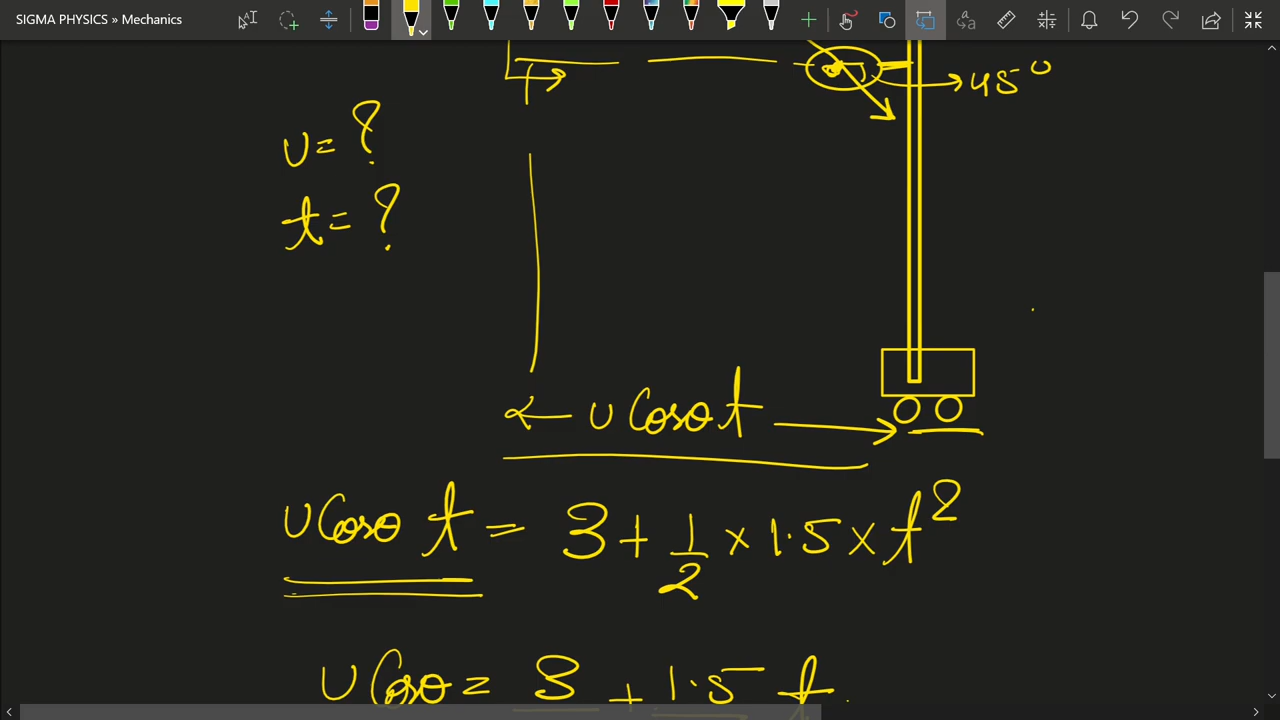 SIGMA PHYSICS » Mechanics
45°
u = ?
t = ?
u Cosθ t
u Cosθ t = 3 + 1/2 × 1.5 × t²
u Cosθ = 3 + 1.5 t